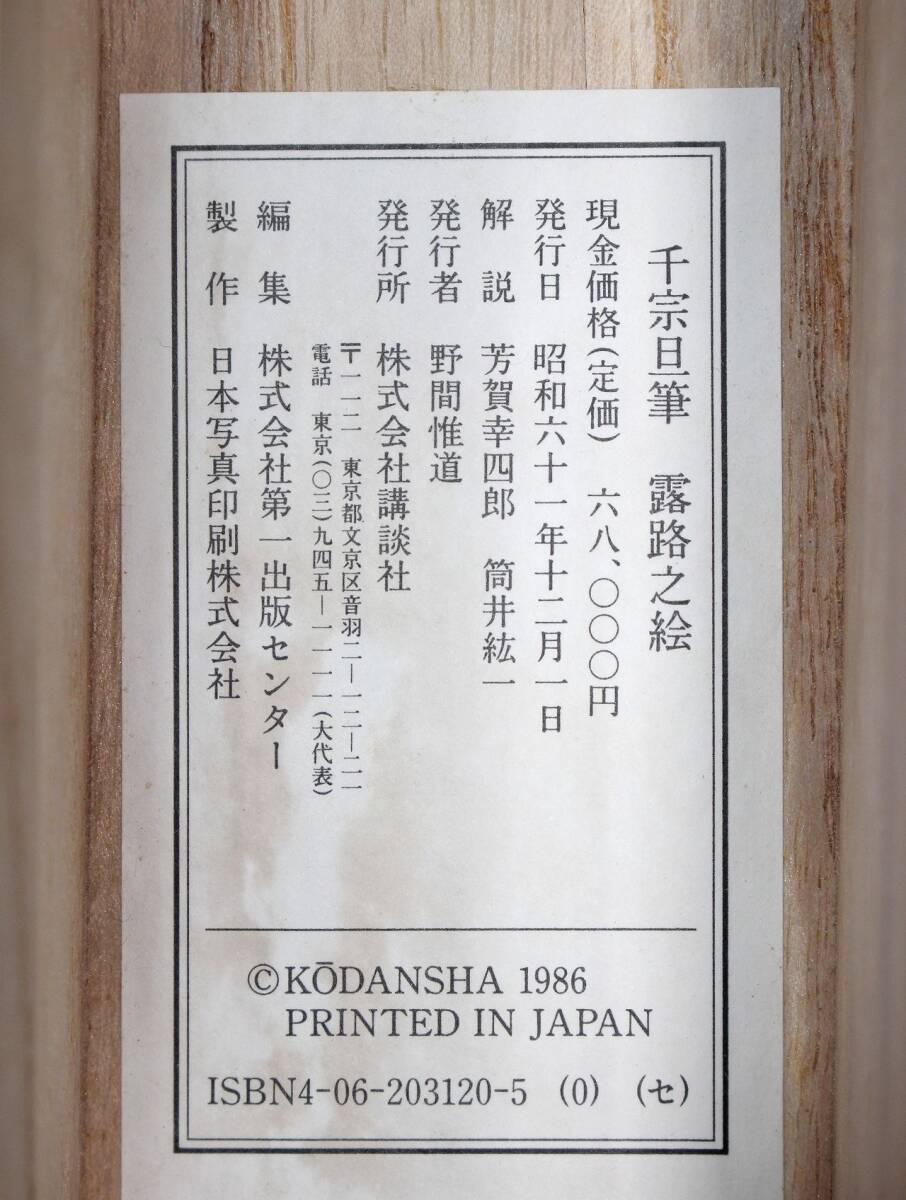 千宗旦筆　露路之絵
現金価格(定価)　六八、〇〇〇円
発行日　昭和六十一年十二月一日
解　説　芳賀幸四郎　筒井紘一
発行者　野間惟道
発行所　株式会社講談社
〒一一二　東京都文京区音羽二―一二―二一
電話　東京(〇三)九四五―一一一一(大代表)
編　集　株式会社第一出版センター
製　作　日本写真印刷株式会社
©KŌDANSHA 1986
PRINTED IN JAPAN
ISBN4-06-203120-5　(0)　(セ)